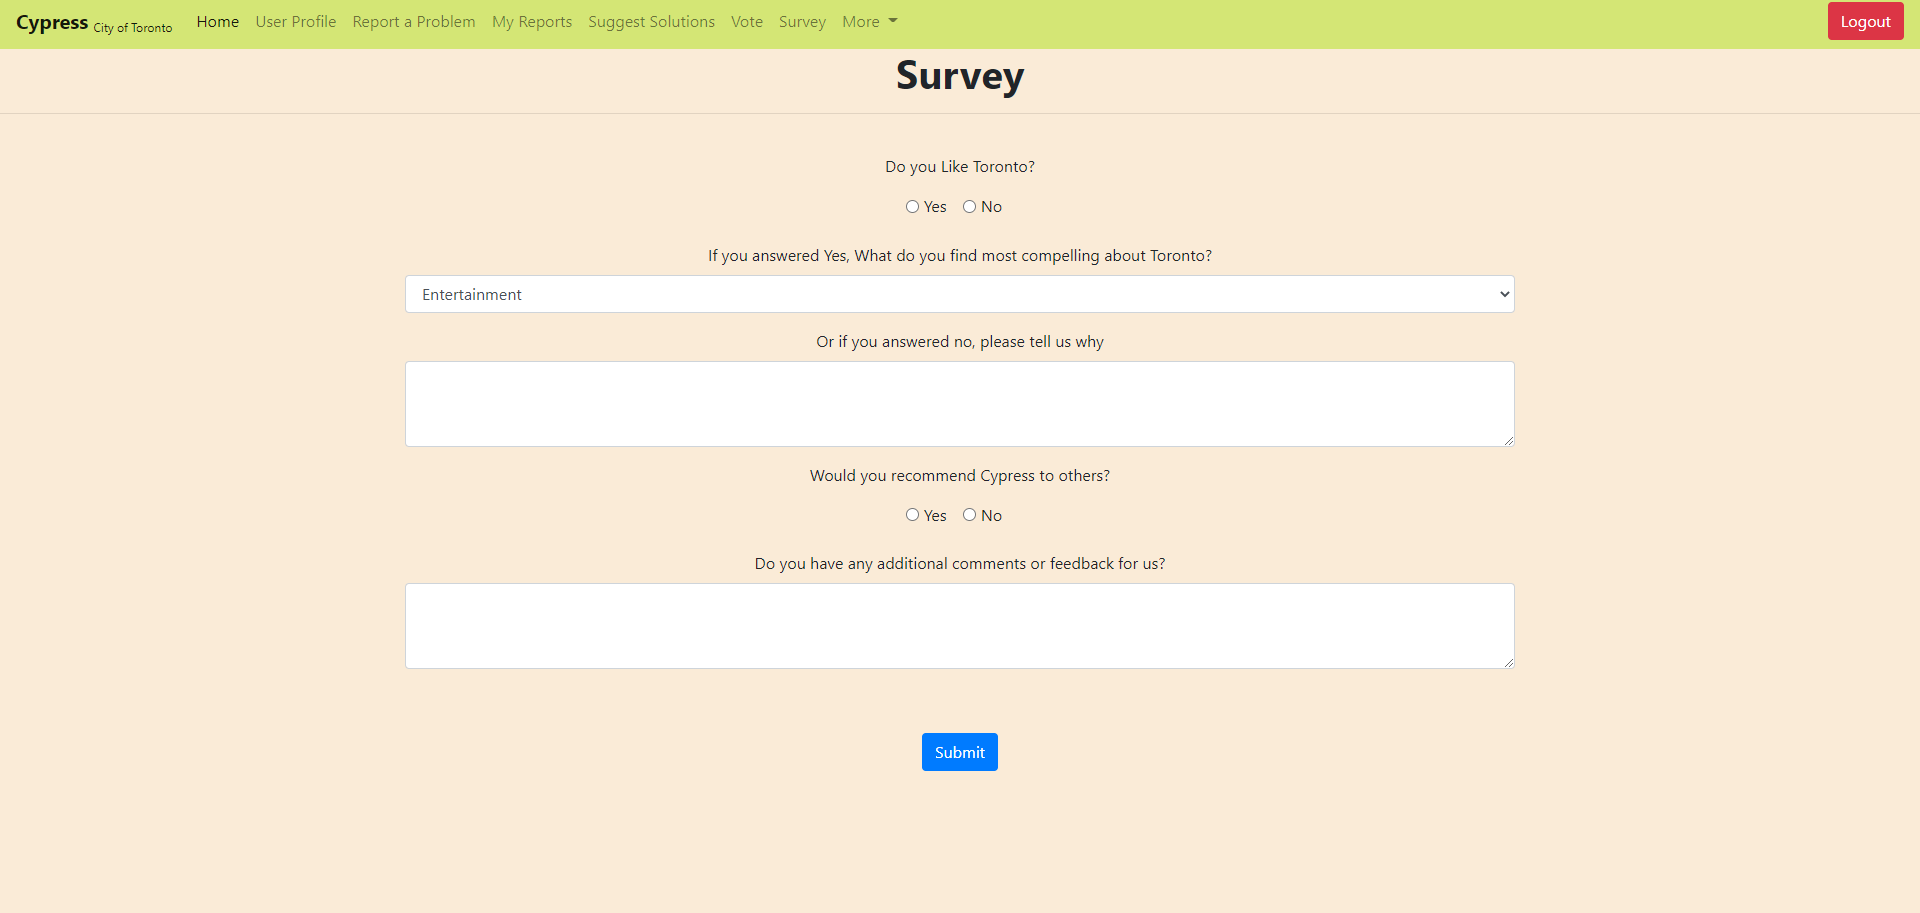 Cypress City of Toronto Home User Profile Report a Problem My Reports Suggest Solutions Vote Survey More Logout
Survey
Do you Like Toronto?
Yes No
If you answered Yes, What do you find most compelling about Toronto?
Entertainment
Or if you answered no, please tell us why
Would you recommend Cypress to others?
Yes No
Do you have any additional comments or feedback for us?
Submit